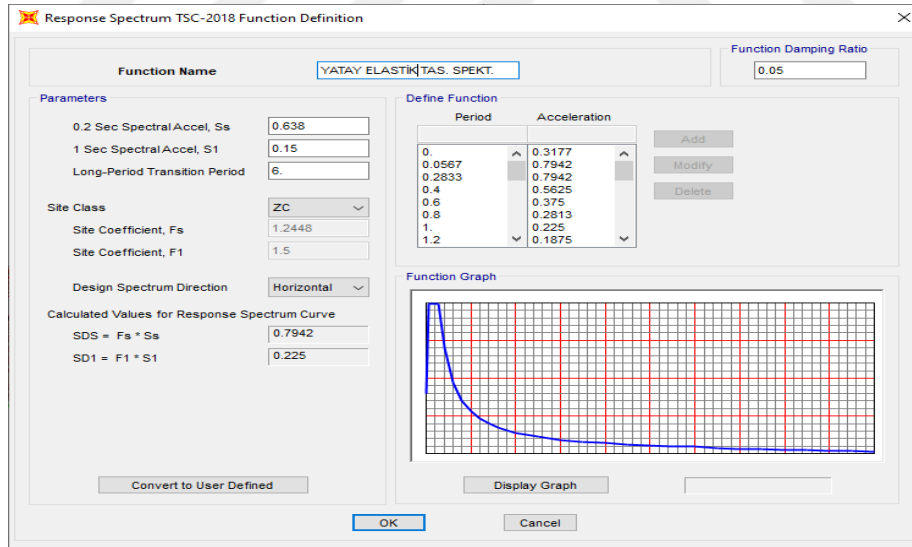 Response Spectrum TSC-2018 Function Definition
Function Name
YATAY ELASTİK TAS. SPEKT.
Function Damping Ratio
0.05
Parameters
0.2 Sec Spectral Accel, Ss 0.638
1 Sec Spectral Accel, S1 0.15
Long-Period Transition Period 6.
Site Class ZC
Site Coefficient, Fs 1.2448
Site Coefficient, F1 1.5
Design Spectrum Direction Horizontal
Calculated Values for Response Spectrum Curve
SDS = Fs * Ss 0.7942
SD1 = F1 * S1 0.225
Convert to User Defined
Define Function
Period Acceleration
0. 0.3177
0.0567 0.7942
0.2833 0.7942
0.4 0.5625
0.6 0.375
0.8 0.2813
1. 0.225
1.2 0.1875
Add
Modify
Delete
Function Graph
Display Graph
OK
Cancel